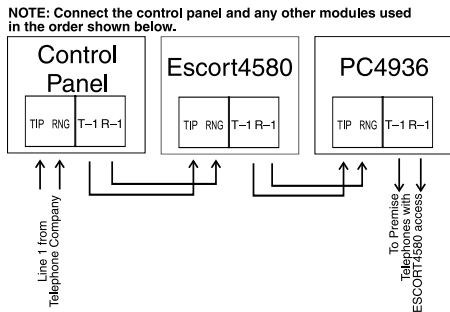 NOTE: Connect the control panel and any other modules used
in the order shown below.
Control
Panel
TIP RNG T–1 R–1
Escort4580
TIP RNG T–1 R–1
PC4936
TIP RNG T–1 R–1
Line 1 from
Telephone Company
To Premise
Telephones with
ESCORT4580 access